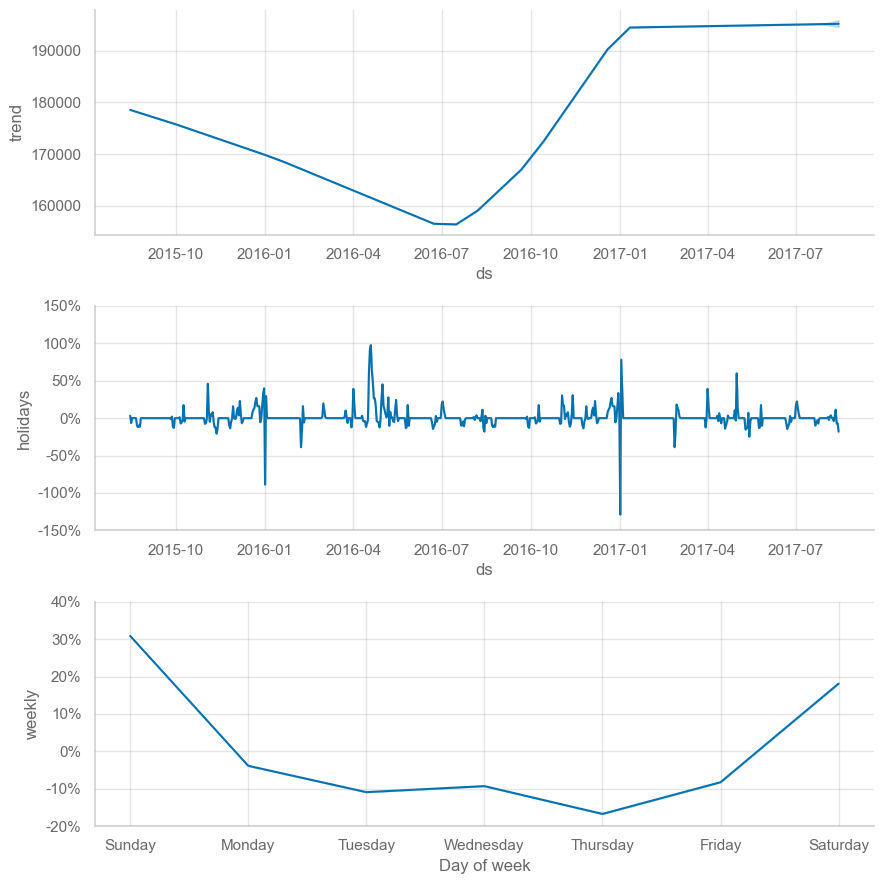 190000
180000
170000
160000
trend
2015-10 2016-01 2016-04 2016-07 2016-10 2017-01 2017-04 2017-07
ds
150%
100%
50%
0%
-50%
-100%
-150%
holidays
2015-10 2016-01 2016-04 2016-07 2016-10 2017-01 2017-04 2017-07
ds
40%
30%
20%
10%
0%
-10%
-20%
weekly
Sunday Monday Tuesday Wednesday Thursday Friday Saturday
Day of week